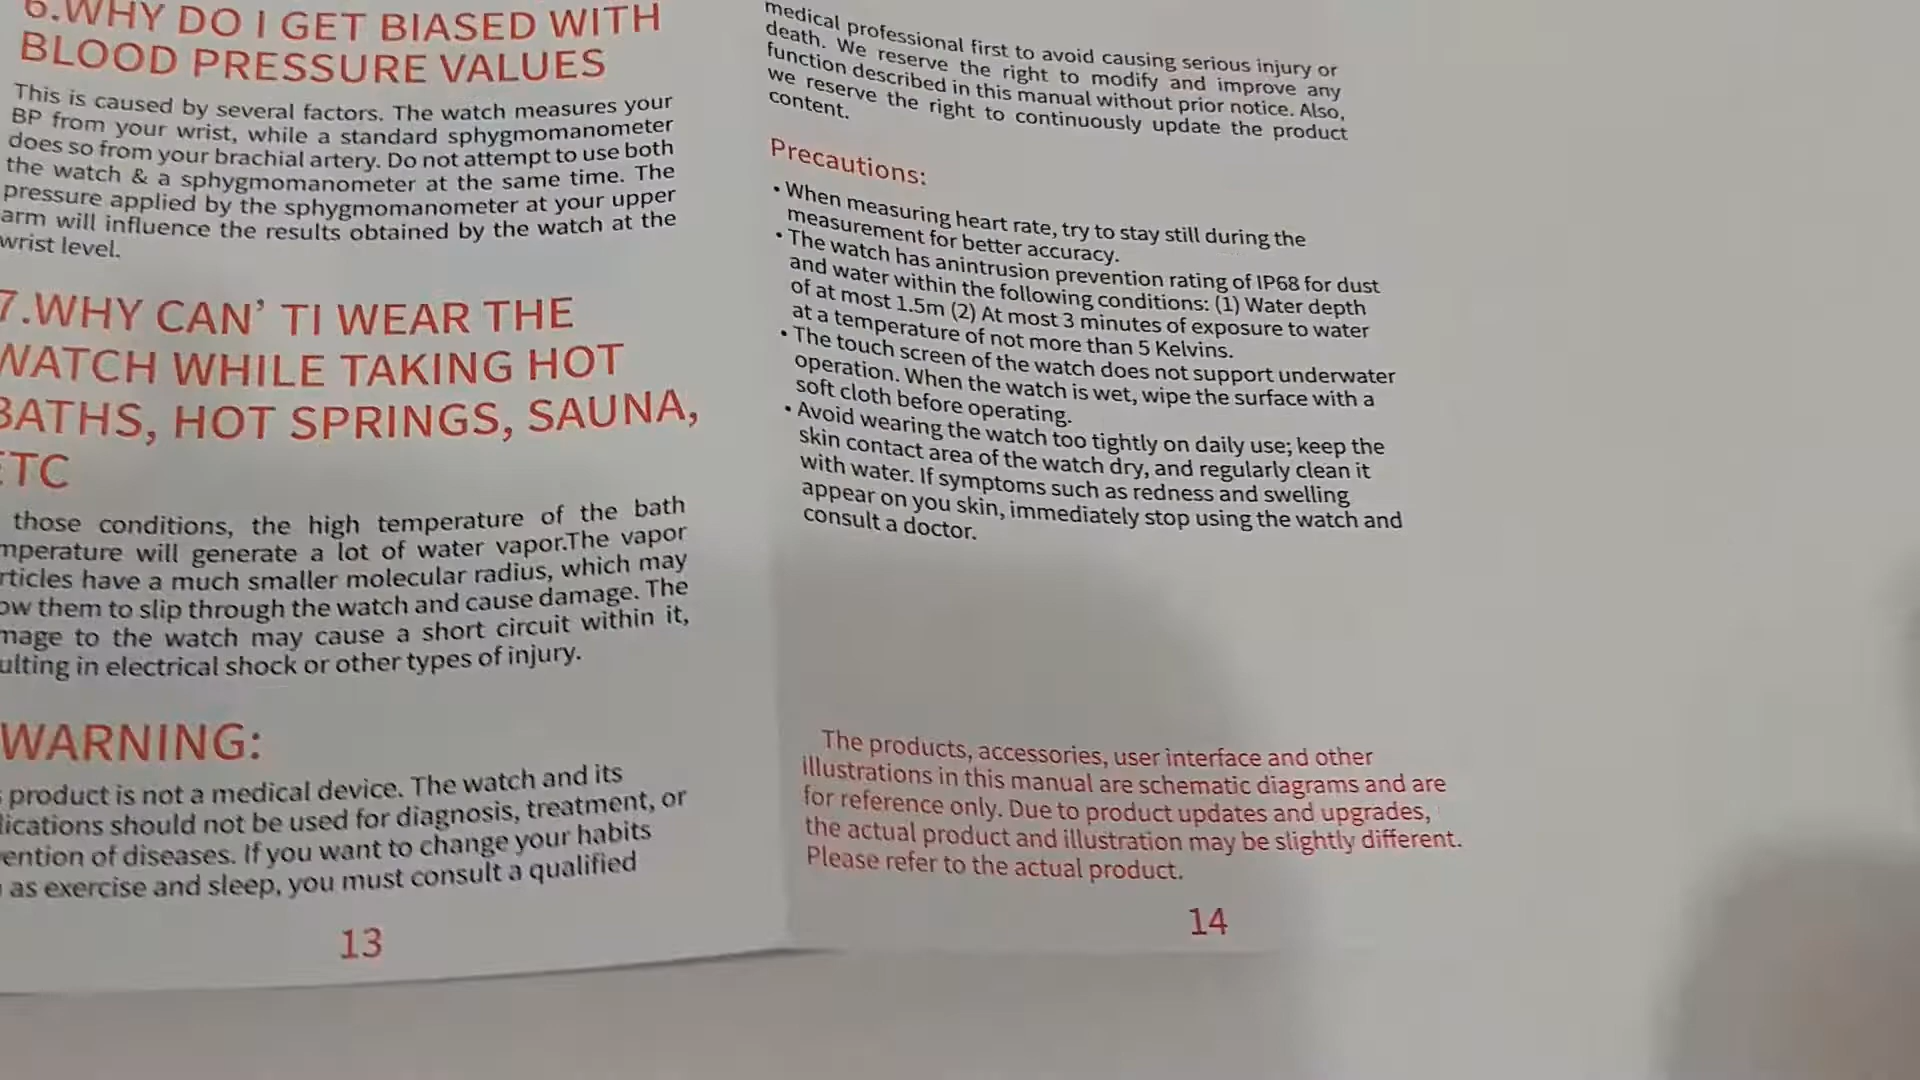 6.WHY DO I GET BIASED WITH
BLOOD PRESSURE VALUES
This is caused by several factors. The watch measures your
BP from your wrist, while a standard sphygmomanometer
does so from your brachial artery. Do not attempt to use both
the watch & a sphygmomanometer at the same time. The
pressure applied by the sphygmomanometer at your upper
arm will influence the results obtained by the watch at the
wrist level.
7.WHY CAN' TI WEAR THE
WATCH WHILE TAKING HOT
BATHS, HOT SPRINGS, SAUNA,
ETC
those conditions, the high temperature of the bath
mperature will generate a lot of water vapor.The vapor
rticles have a much smaller molecular radius, which may
ow them to slip through the watch and cause damage. The
mage to the watch may cause a short circuit within it,
ulting in electrical shock or other types of injury.
WARNING:
product is not a medical device. The watch and its
lications should not be used for diagnosis, treatment, or
ention of diseases. If you want to change your habits
as exercise and sleep, you must consult a qualified
13
medical professional first to avoid causing serious injury or
death. We reserve the right to modify and improve any
function described in this manual without prior notice. Also,
we reserve the right to continuously update the product
content.
Precautions:
• When measuring heart rate, try to stay still during the
measurement for better accuracy.
• The watch has anintrusion prevention rating of IP68 for dust
and water within the following conditions: (1) Water depth
of at most 1.5m (2) At most 3 minutes of exposure to water
at a temperature of not more than 5 Kelvins.
• The touch screen of the watch does not support underwater
operation. When the watch is wet, wipe the surface with a
soft cloth before operating.
• Avoid wearing the watch too tightly on daily use; keep the
skin contact area of the watch dry, and regularly clean it
with water. If symptoms such as redness and swelling
appear on you skin, immediately stop using the watch and
consult a doctor.
The products, accessories, user interface and other
illustrations in this manual are schematic diagrams and are
for reference only. Due to product updates and upgrades,
the actual product and illustration may be slightly different.
Please refer to the actual product.
14